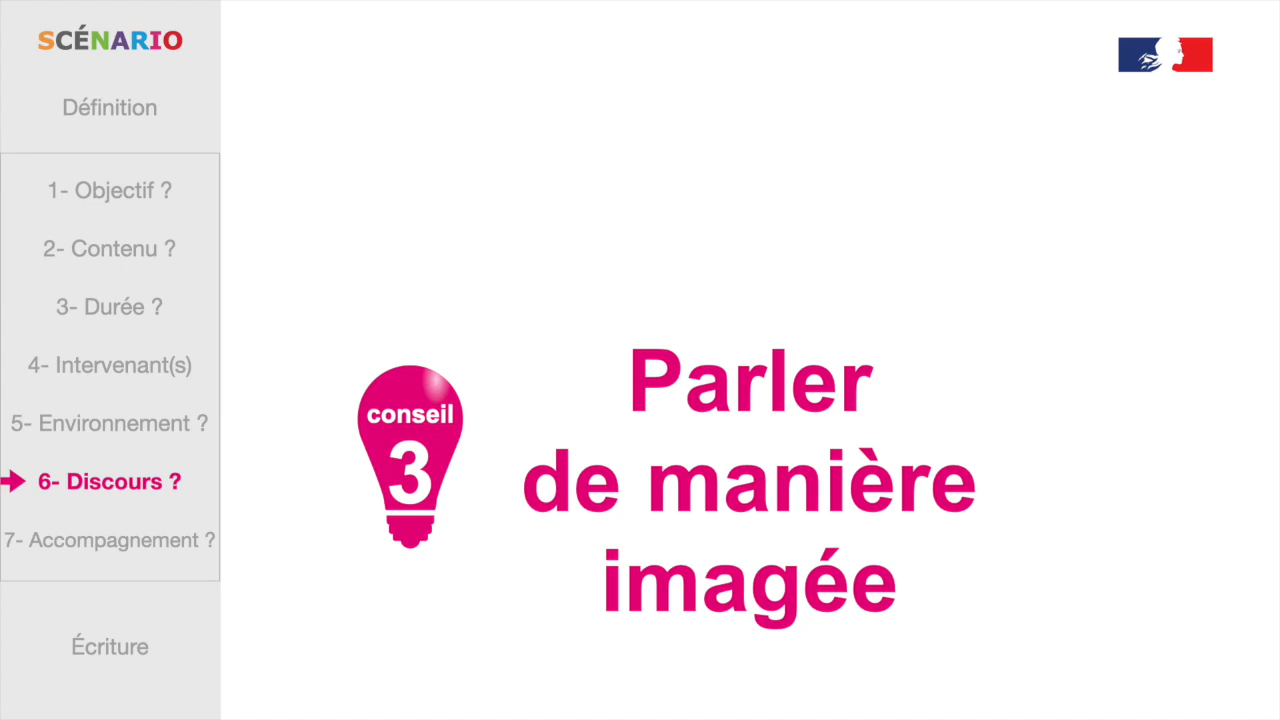 SCÉNARIO
Définition
1- Objectif ?
2- Contenu ?
3- Durée ?
4- Intervenant(s)
5- Environnement ?
6- Discours ?
7- Accompagnement ?
Écriture
conseil
3
Parler
de manière
imagée